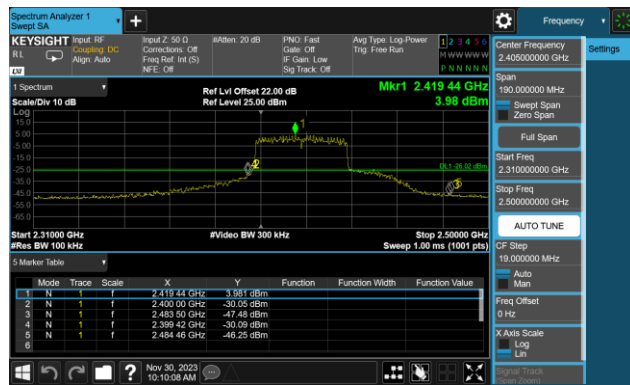 Spectrum Analyzer 1
Swept SA
Frequency
KEYSIGHT
RL
Input: RF
Coupling: DC
Align: Auto
Input Z: 50 Ω
Corrections: Off
Freq Ref: Int (S)
NFE: Off
#Atten: 20 dB
PNO: Fast
Gate: Off
IF Gain: Low
Sig Track: Off
Avg Type: Log-Power
Trig: Free Run
1 2 3 4 5 6
M W W W W W
P N N N N N
LM
1 Spectrum
Scale/Div 10 dB
Ref Lvl Offset 22.00 dB
Ref Level 25.00 dBm
Mkr1 2.419 44 GHz
3.98 dBm
Log
15.0
5.00
-5.00
-15.0
-25.0
-35.0
-45.0
-55.0
-65.0
1
2
DL1 -26.02 dBm
Start 2.31000 GHz
#Res BW 100 kHz
#Video BW 300 kHz
Stop 2.50000 GHz
Sweep 1.00 ms (1001 pts)
5 Marker Table
Mode Trace Scale X Y Function Function Width Function Value
1 N 1 f 2.419 44 GHz 3.981 dBm
2 N 1 f 2.400 00 GHz -30.05 dBm
3 N 1 f 2.483 50 GHz -47.48 dBm
4 N 1 f 2.399 42 GHz -30.09 dBm
5 N 1 f 2.484 46 GHz -46.25 dBm
6
Nov 30, 2023
10:10:08 AM
Center Frequency
2.405000000 GHz
Settings
Span
190.000000 MHz
Swept Span
Zero Span
Full Span
Start Freq
2.310000000 GHz
Stop Freq
2.500000000 GHz
AUTO TUNE
CF Step
19.000000 MHz
Auto
Man
Freq Offset
0 Hz
X Axis Scale
Log
Lin
Signal Track
(Span Zoom)